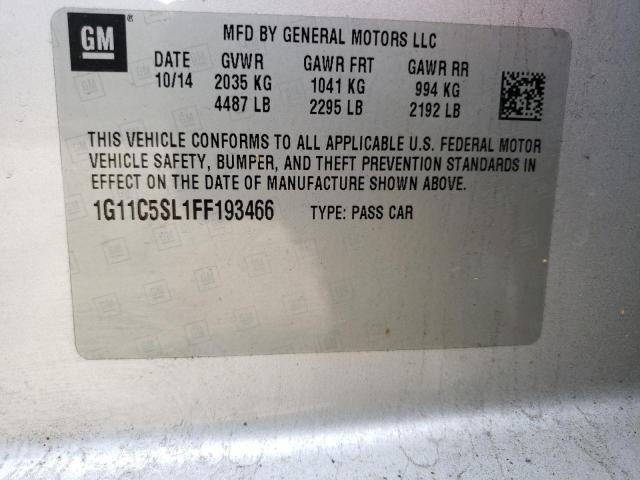 GM ®
MFD BY GENERAL MOTORS LLC
DATE GVWR GAWR FRT GAWR RR
10/14 2035 KG 1041 KG 994 KG
4487 LB 2295 LB 2192 LB
THIS VEHICLE CONFORMS TO ALL APPLICABLE U.S. FEDERAL MOTOR
VEHICLE SAFETY, BUMPER, AND THEFT PREVENTION STANDARDS IN
EFFECT ON THE DATE OF MANUFACTURE SHOWN ABOVE.
1G11C5SL1FF193466 TYPE: PASS CAR